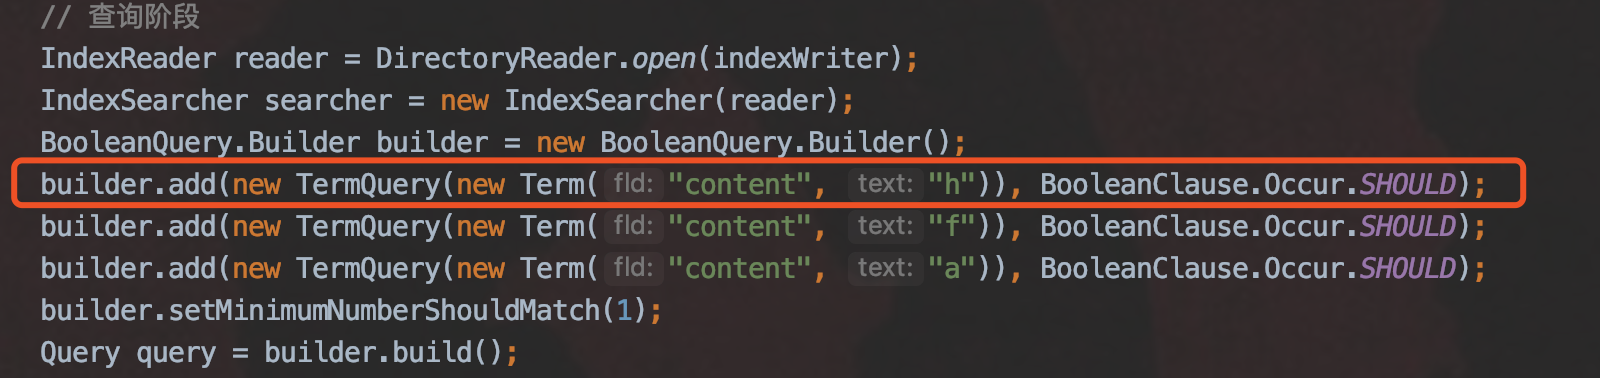 // 查询阶段
IndexReader reader = DirectoryReader.open(indexWriter);
IndexSearcher searcher = new IndexSearcher(reader);
BooleanQuery.Builder builder = new BooleanQuery.Builder();
builder.add(new TermQuery(new Term( fld: "content", text: "h")), BooleanClause.Occur.SHOULD);
builder.add(new TermQuery(new Term( fld: "content", text: "f")), BooleanClause.Occur.SHOULD);
builder.add(new TermQuery(new Term( fld: "content", text: "a")), BooleanClause.Occur.SHOULD);
builder.setMinimumNumberShouldMatch(1);
Query query = builder.build();